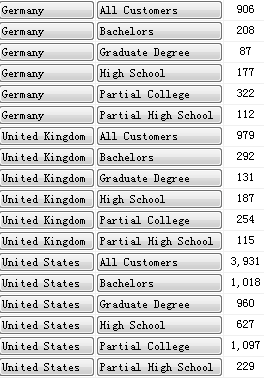 Germany All Customers 906
Germany Bachelors 208
Germany Graduate Degree 87
Germany High School 177
Germany Partial College 322
Germany Partial High School 112
United Kingdom All Customers 979
United Kingdom Bachelors 292
United Kingdom Graduate Degree 131
United Kingdom High School 187
United Kingdom Partial College 254
United Kingdom Partial High School 115
United States All Customers 3,931
United States Bachelors 1,018
United States Graduate Degree 960
United States High School 627
United States Partial College 1,097
United States Partial High School 229